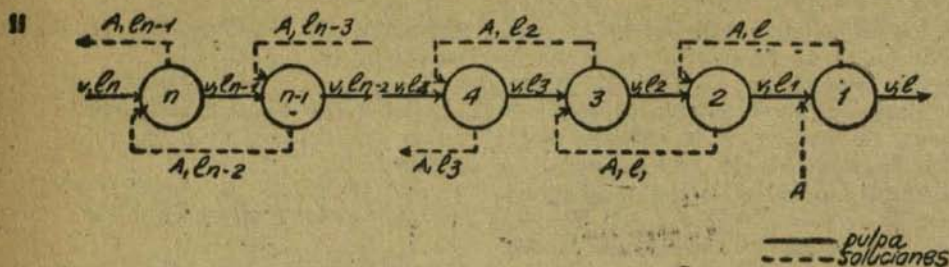 11
A, ln-1 A, ln-3 A, l2 A, l
v, ln n v, ln-1 n-1 v, ln-2 v, l4 4 v, l3 3 v, l2 2 v, l1 1 v, l
A, ln-2 A, l3 A, l, A
pulpa
soluciones